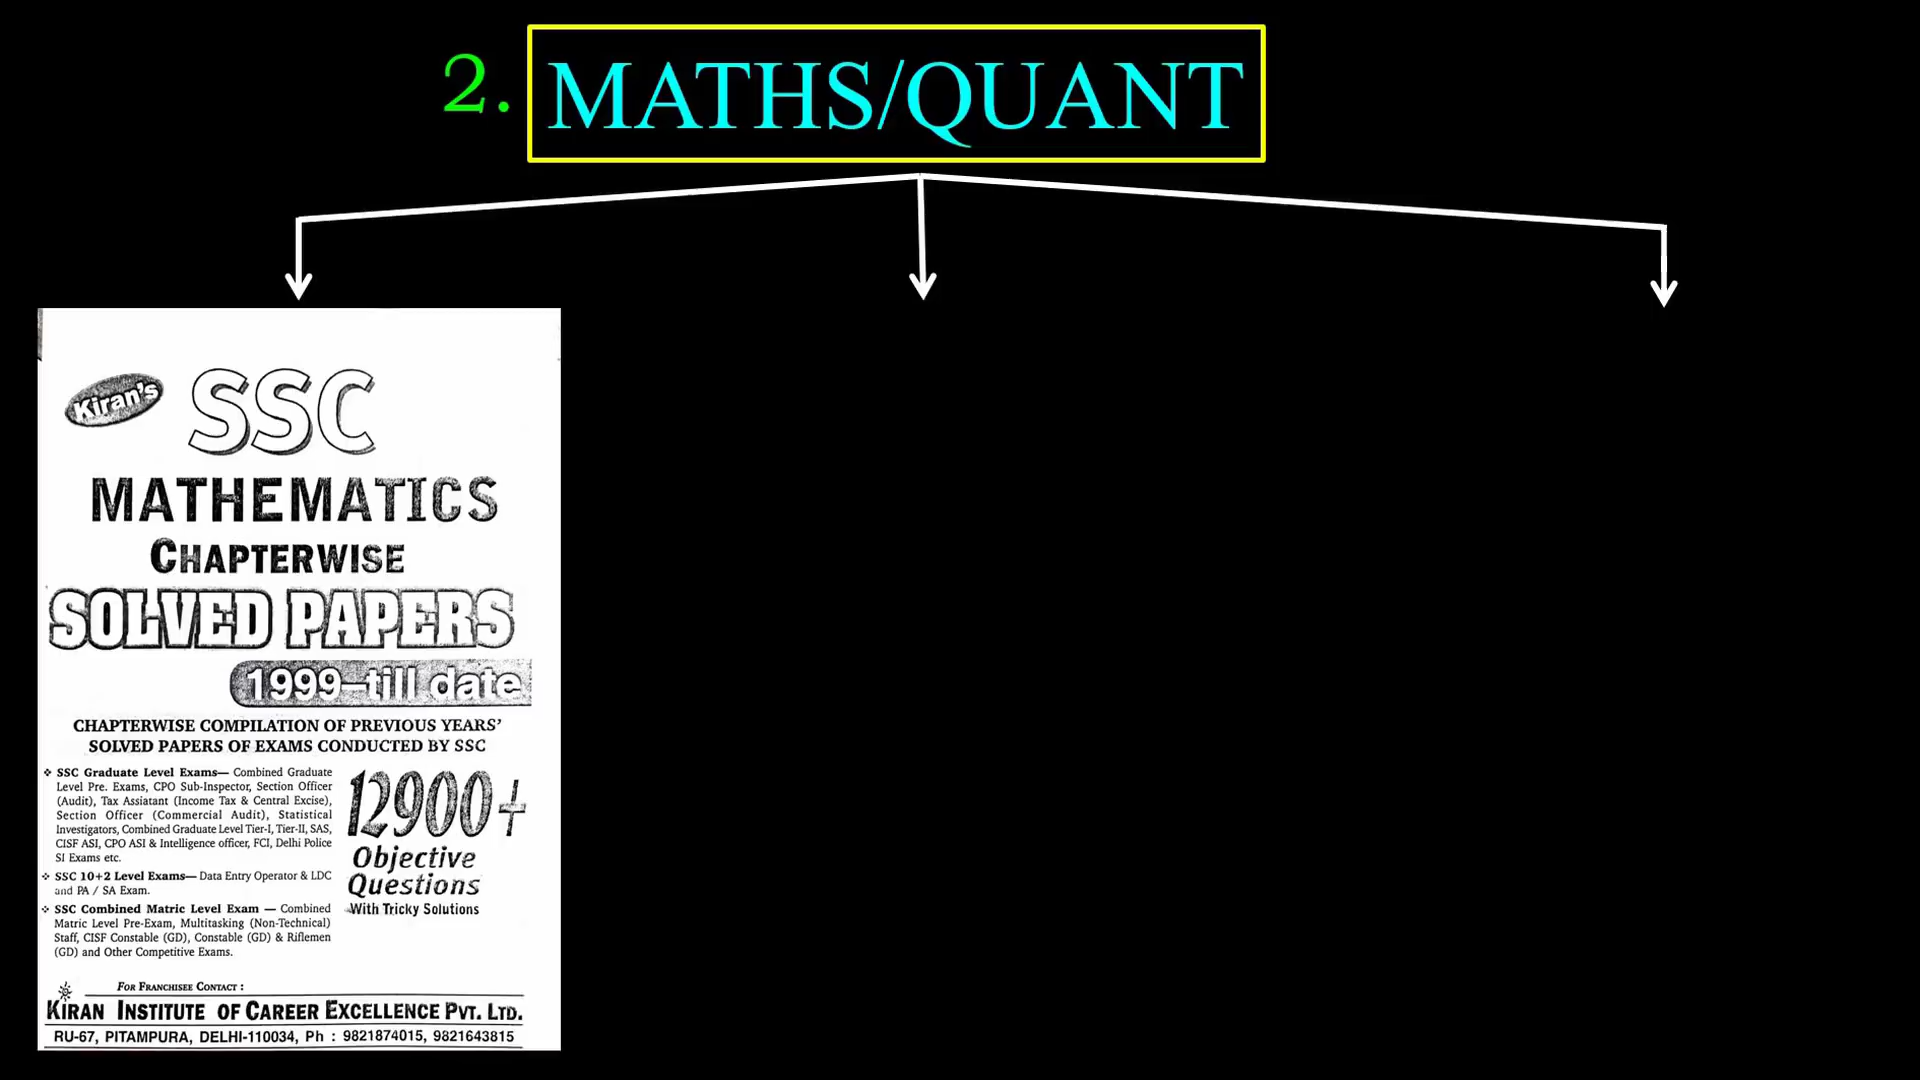 2. MATHS/QUANT
Kiran's
SSC
MATHEMATICS
CHAPTERWISE
SOLVED PAPERS
1999–till date
CHAPTERWISE COMPILATION OF PREVIOUS YEARS'
SOLVED PAPERS OF EXAMS CONDUCTED BY SSC
❖ SSC Graduate Level Exams— Combined Graduate
Level Pre. Exams, CPO Sub-Inspector, Section Officer
(Audit), Tax Assiatant (Income Tax & Central Excise),
Section Officer (Commercial Audit), Statistical
Investigators, Combined Graduate Level Tier-I, Tier-II, SAS,
CISF ASI, CPO ASI & Intelligence officer, FCI, Delhi Police
SI Exams etc.
❖ SSC 10+2 Level Exams— Data Entry Operator & LDC
and PA / SA Exam.
❖ SSC Combined Matric Level Exam — Combined
Matric Level Pre-Exam, Multitasking (Non-Technical)
Staff, CISF Constable (GD), Constable (GD) & Riflemen
(GD) and Other Competitive Exams.
12900+
Objective
Questions
With Tricky Solutions
FOR FRANCHISEE CONTACT :
KIRAN INSTITUTE OF CAREER EXCELLENCE PVT. LTD.
RU-67, PITAMPURA, DELHI-110034, Ph : 9821874015, 9821643815